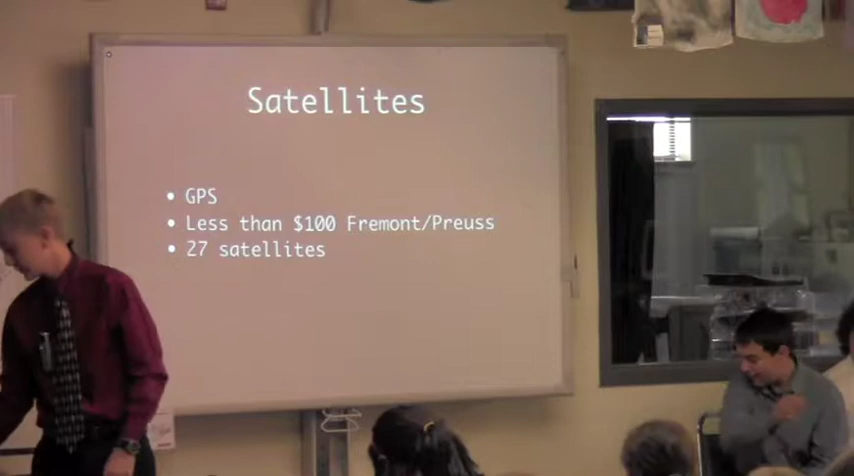 Satellites
• GPS
• Less than $100 Fremont/Preuss
• 27 satellites